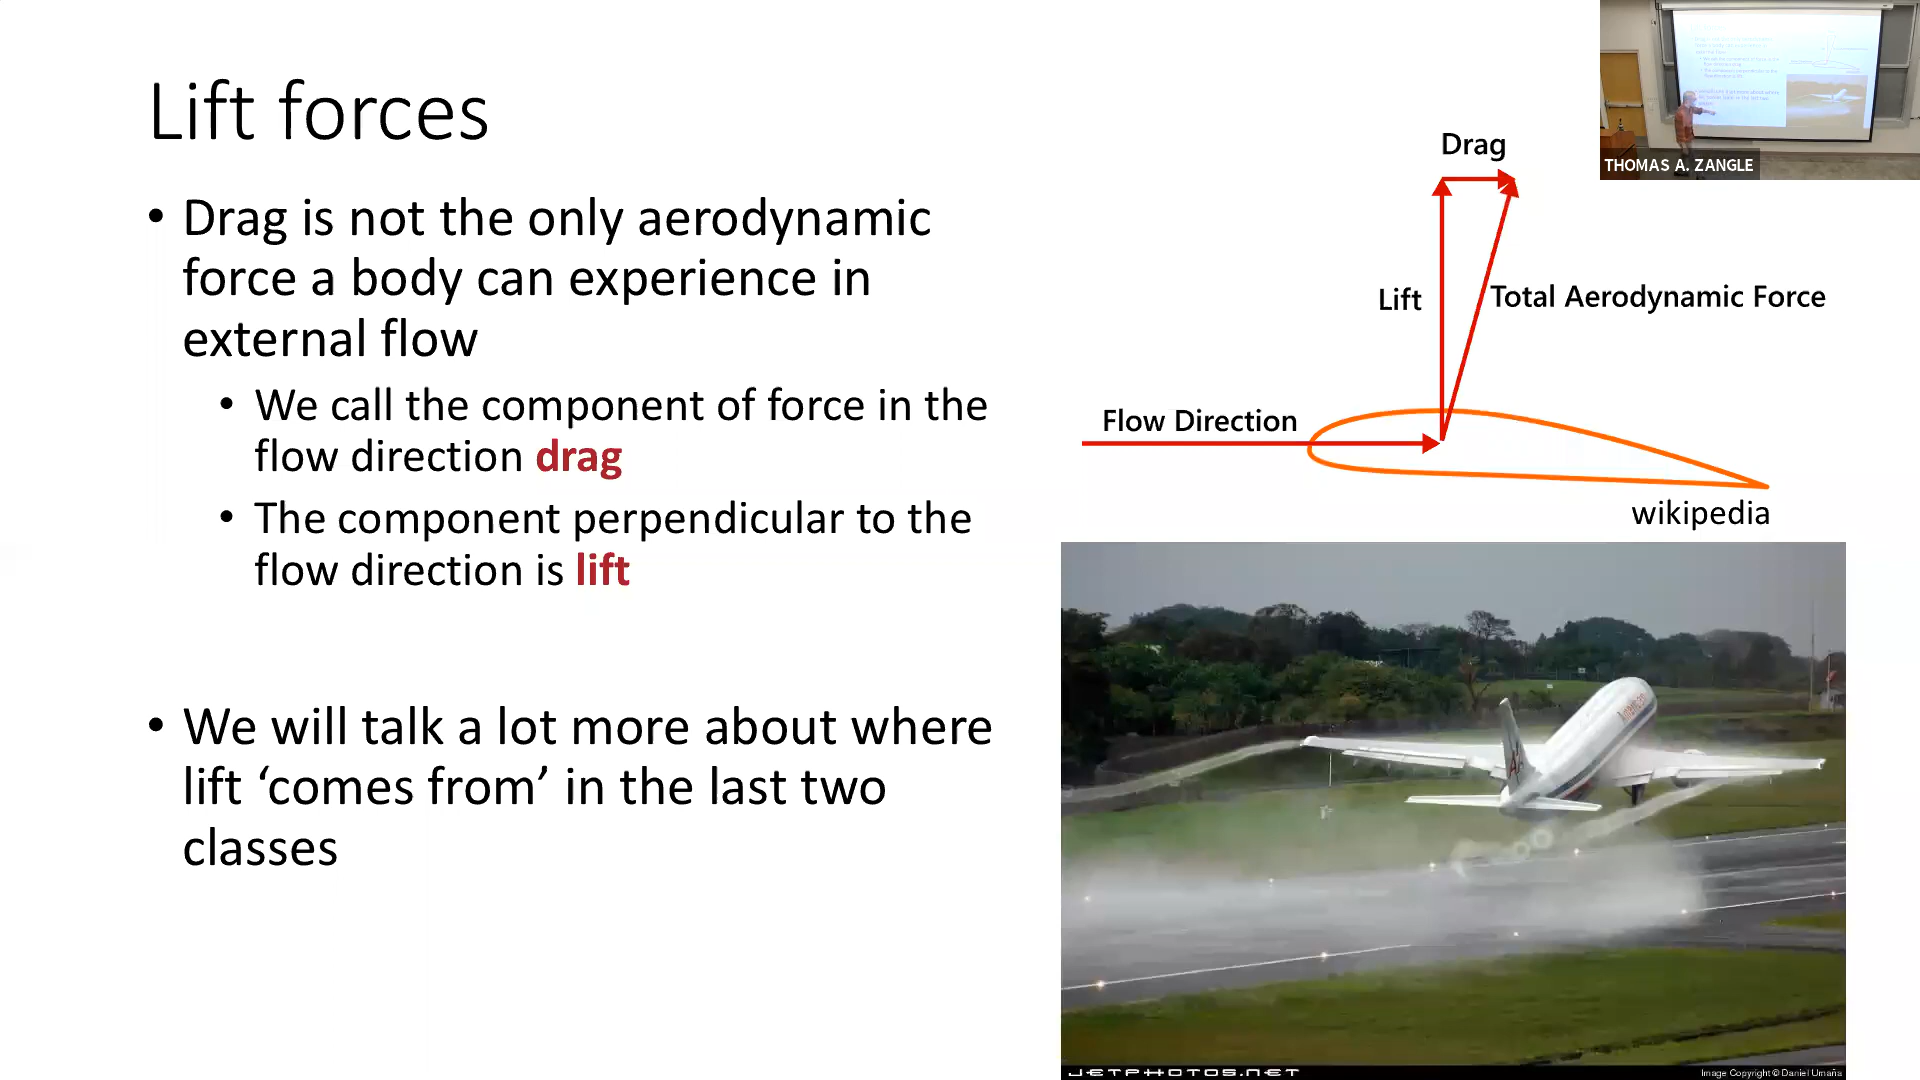 Lift forces
• Drag is not the only aerodynamic
force a body can experience in
external flow
• We call the component of force in the
flow direction drag
• The component perpendicular to the
flow direction is lift
• We will talk a lot more about where
lift ‘comes from’ in the last two
classes
Drag
Lift
Total Aerodynamic Force
Flow Direction
wikipedia
THOMAS A. ZANGLE
JETPHOTOS.NET
Image Copyright © Daniel Umaña